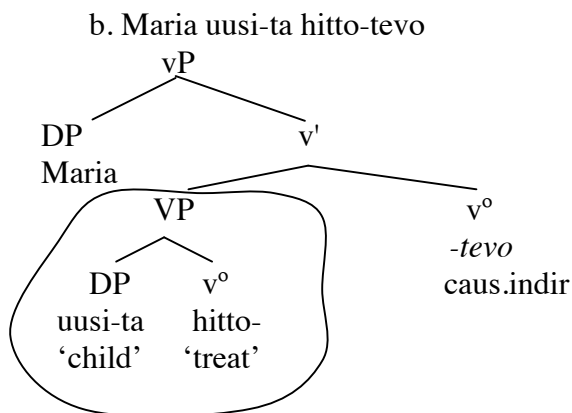 b. Maria uusi-ta hitto-tevo
vP
DP v'
Maria
VP vº
-tevo
DP vº caus.indir
uusi-ta hitto-
‘child’ ‘treat’